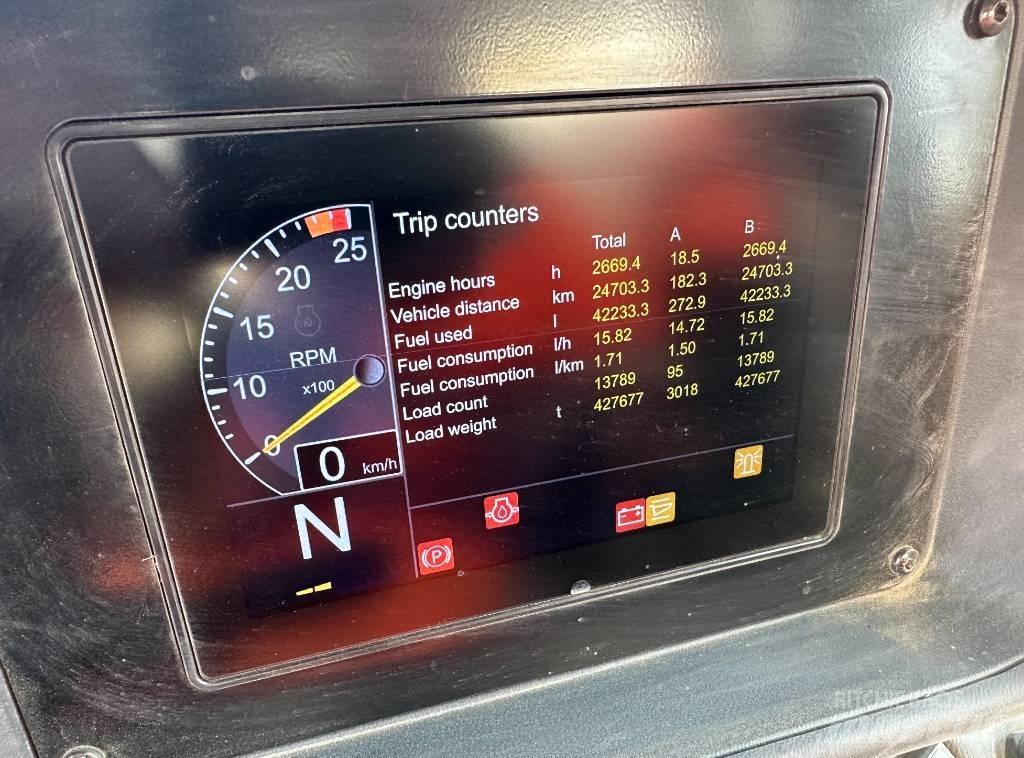 Trip counters
Total A B
Engine hours h 2669.4 18.5 2669.4
Vehicle distance km 24703.3 182.3 24703.3
Fuel used l 42233.3 272.9 42233.3
Fuel consumption l/h 15.82 14.72 15.82
Fuel consumption l/km 1.71 1.50 1.71
Load count 13789 95 13789
Load weight t 427677 3018 427677
25
20
15
10
0
RPM
x100
0 km/h
N
P